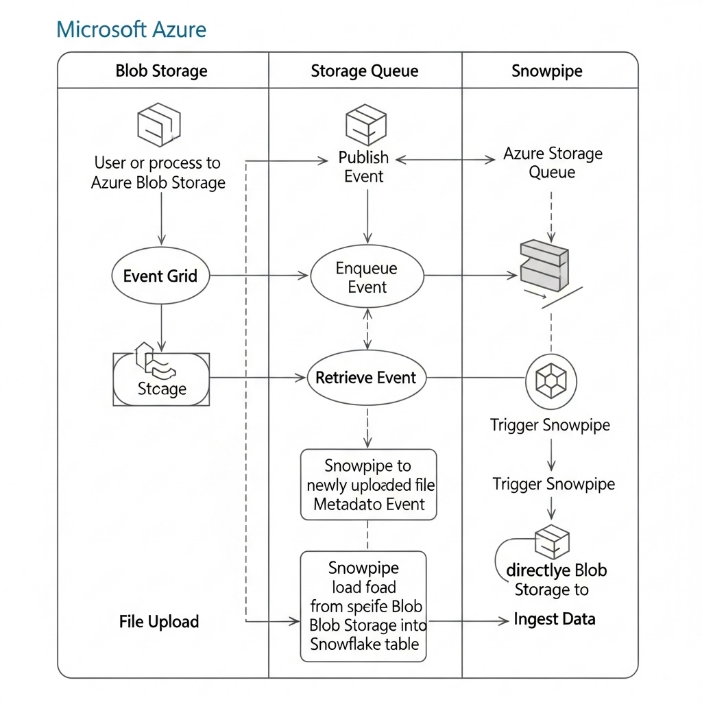 Microsoft Azure
Blob Storage
Storage Queue
Snowpipe
User or process to
Azure Blob Storage
Publish
Event
Azure Storage
Queue
Event Grid
Enqueue
Event
Stcage
Retrieve Event
Trigger Snowpipe
Snowpipe to
newly uploaded file
Metadato Event
Trigger Snowpipe
Snowpipe
load foad
from speife Blob
Blob Storage into
Snowflake table
directlye Blob
Storage to
File Upload
Ingest Data